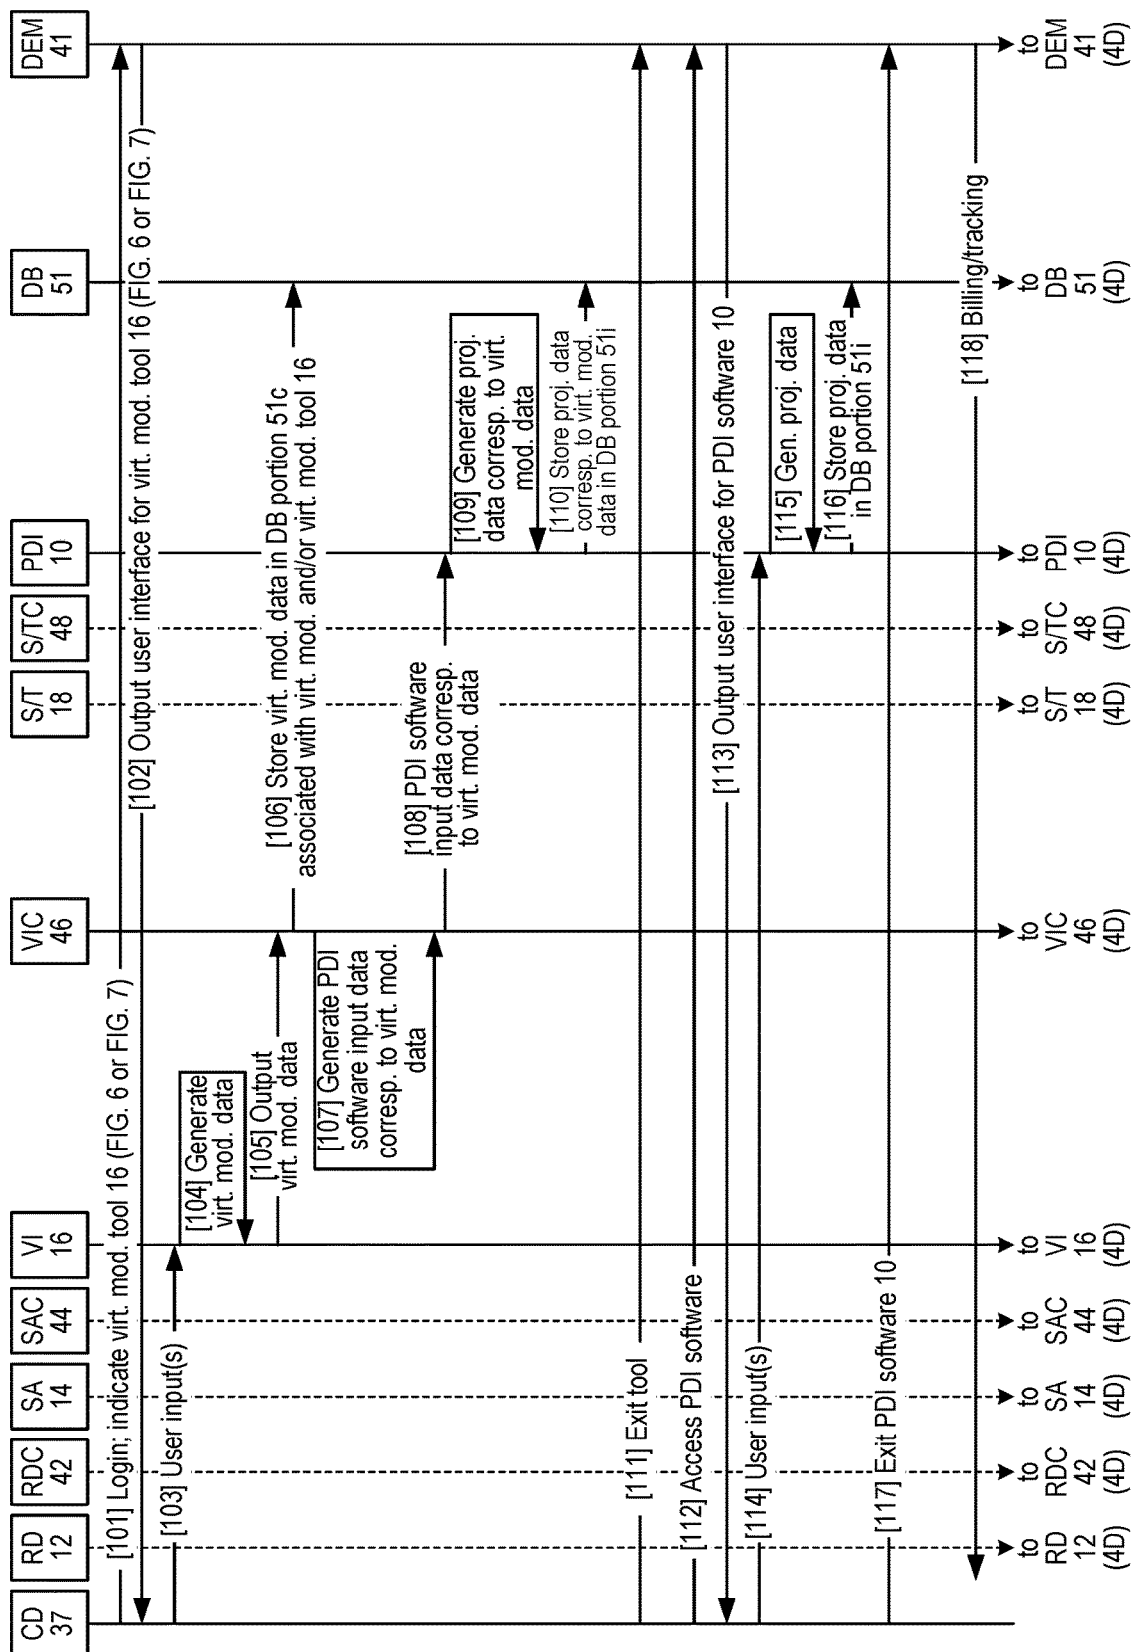 CD
37
RD
12
RDC
42
SA
14
SAC
44
VI
16
VIC
46
S/T
18
S/TC
48
PDI
10
DB
51
DEM
41
[101] Login; indicate virt. mod. tool 16 (FIG. 6 or FIG. 7)
[102] Output user interface for virt. mod. tool 16 (FIG. 6 or FIG. 7)
[103] User input(s)
[104] Generate
virt. mod. data
[105] Output
virt. mod. data
[106] Store virt. mod. data in DB portion 51c
associated with virt. mod. and/or virt. mod. tool 16
[107] Generate PDI
software input data
corresp. to virt. mod.
data
[108] PDI software
input data corresp.
to virt. mod. data
[109] Generate proj.
data corresp. to virt.
mod. data
[110] Store proj. data
corresp. to virt. mod.
data in DB portion 51i
[111] Exit tool
[112] Access PDI software
[113] Output user interface for PDI software 10
[114] User input(s)
[115] Gen. proj. data
[116] Store proj. data
in DB portion 51i
[117] Exit PDI software 10
[118] Billing/tracking
to
RD
12
(4D)
to
RDC
42
(4D)
to
SA
14
(4D)
to
SAC
44
(4D)
to
VI
16
(4D)
to
VIC
46
(4D)
to
S/T
18
(4D)
to
S/TC
48
(4D)
to
PDI
10
(4D)
to
DB
51
(4D)
to
DEM
41
(4D)